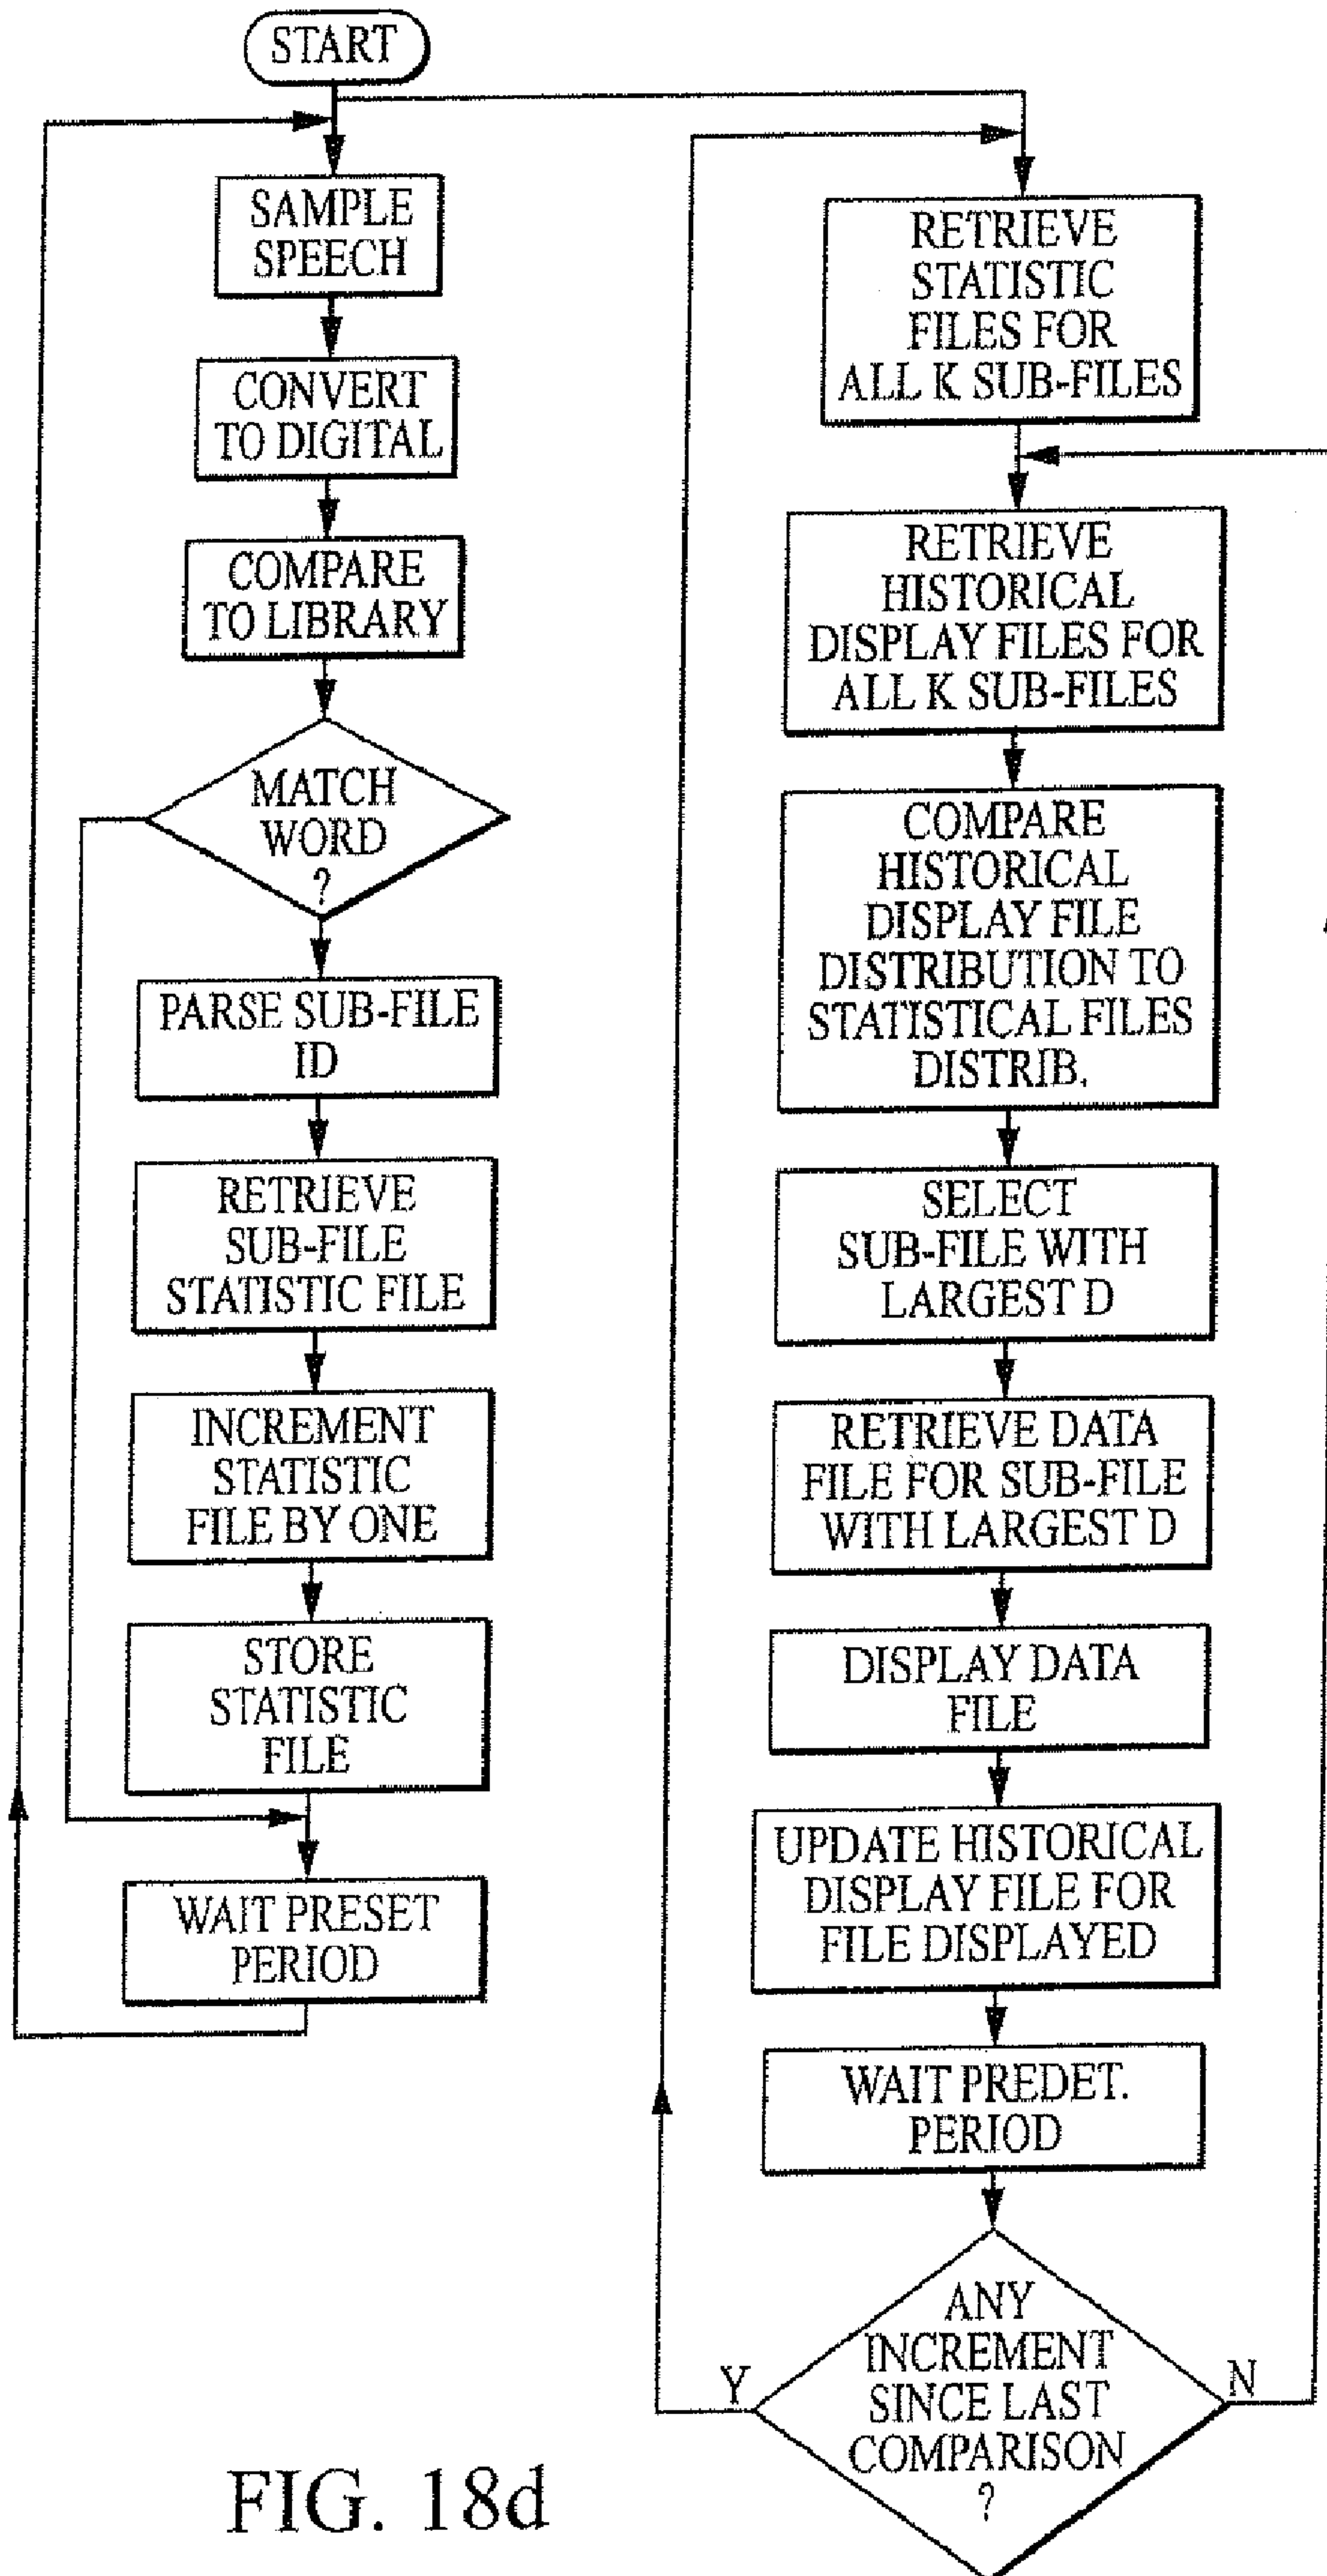 START
SAMPLE
SPEECH
CONVERT
TO DIGITAL
COMPARE
TO LIBRARY
MATCH
WORD
?
PARSE SUB-FILE
ID
RETRIEVE
SUB-FILE
STATISTIC FILE
INCREMENT
STATISTIC
FILE BY ONE
STORE
STATISTIC
FILE
WAIT PRESET
PERIOD
RETRIEVE
STATISTIC
FILES FOR
ALL K SUB-FILES
RETRIEVE
HISTORICAL
DISPLAY FILES FOR
ALL K SUB-FILES
COMPARE
HISTORICAL
DISPLAY FILE
DISTRIBUTION TO
STATISTICAL FILES
DISTRIB.
SELECT
SUB-FILE WITH
LARGEST D
RETRIEVE DATA
FILE FOR SUB-FILE
WITH LARGEST D
DISPLAY DATA
FILE
UPDATE HISTORICAL
DISPLAY FILE FOR
FILE DISPLAYED
WAIT PREDET.
PERIOD
ANY
INCREMENT
SINCE LAST
COMPARISON
?
Y
N
FIG. 18d